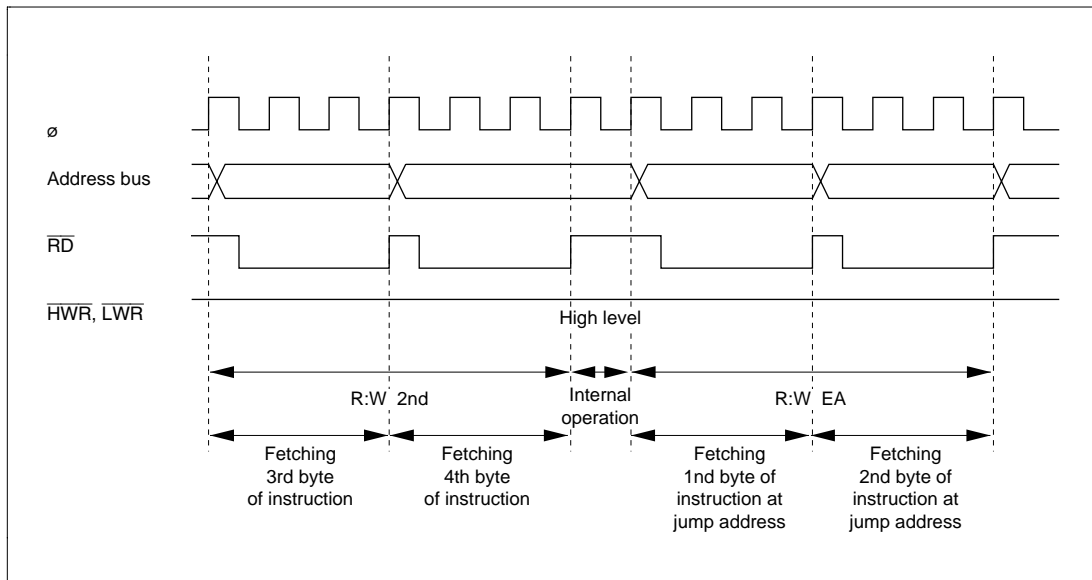 ø
Address bus
RD
HWR, LWR
High level
R:W 2nd
Internal
operation
R:W EA
Fetching
3rd byte
of instruction
Fetching
4th byte
of instruction
Fetching
1nd byte of
instruction at
jump address
Fetching
2nd byte of
instruction at
jump address